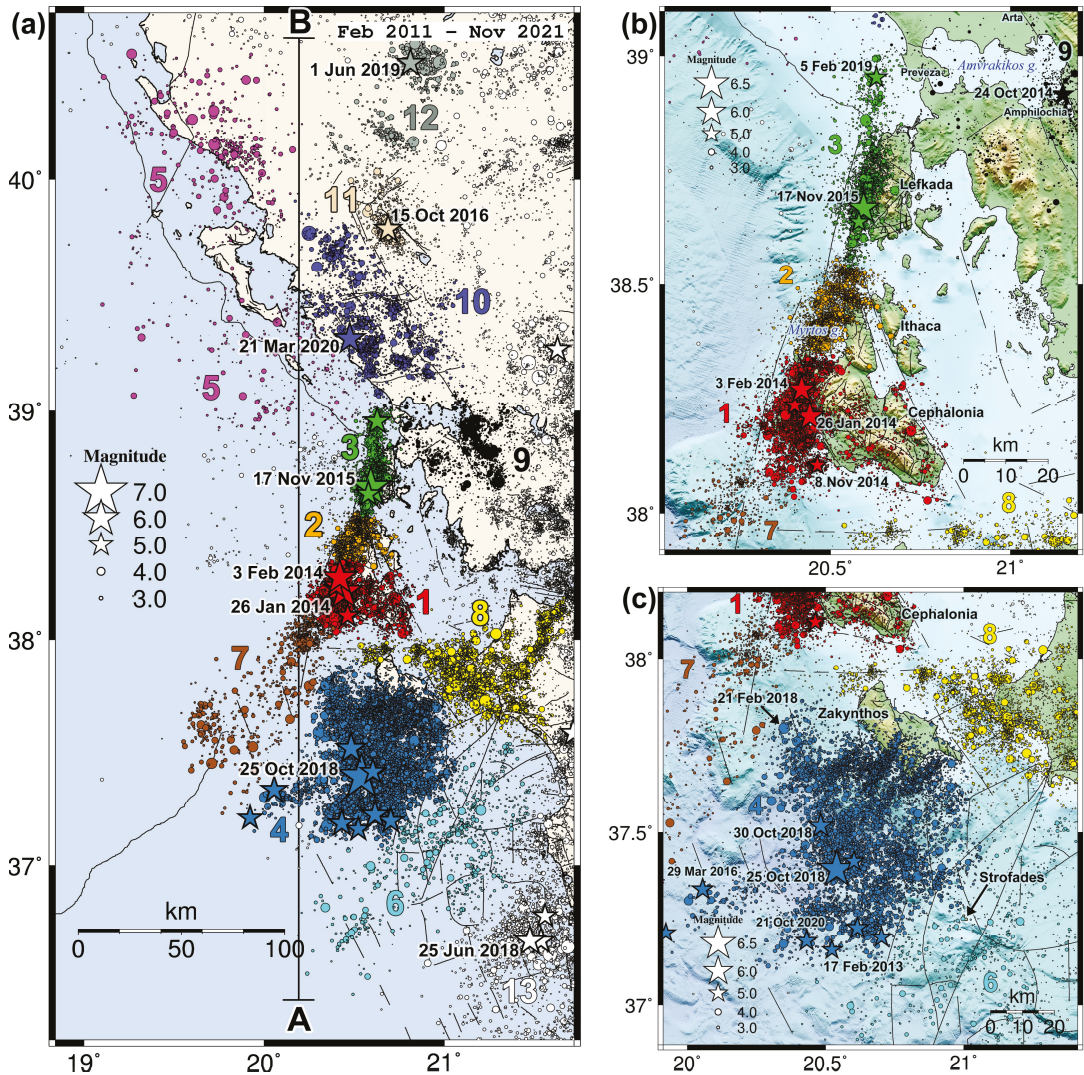 (a)
B
Feb 2011 – Nov 2021
1 Jun 2019
12
40°
5
11
15 Oct 2016
10
21 Mar 2020
5
39°
3
9
Magnitude
7.0
6.0
5.0
4.0
3.0
17 Nov 2015
2
3 Feb 2014
26 Jan 2014
1
8
38°
7
25 Oct 2018
4
37°
6
km
0 50 100
25 Jun 2018
13
A
19° 20° 21°
(b)
Arta
39°
9
Magnitude
6.5
6.0
5.0
4.0
3.0
5 Feb 2019
Preveza
Amvrakikos g.
24 Oct 2014
Amphilochia
3
Lefkada
17 Nov 2015
38.5°
2
Myrtos g.
Ithaca
3 Feb 2014
1
26 Jan 2014
Cephalonia
km
0 10 20
8 Nov 2014
8
38°
7
20.5° 21°
(c)
1
Cephalonia
38°
7
8
21 Feb 2018
Zakynthos
4
37.5°
30 Oct 2018
25 Oct 2018
29 Mar 2016
Strofades
Magnitude
6.5
6.0
5.0
4.0
3.0
21 Oct 2020
17 Feb 2013
6
km
0 10 20
37°
20° 20.5° 21°